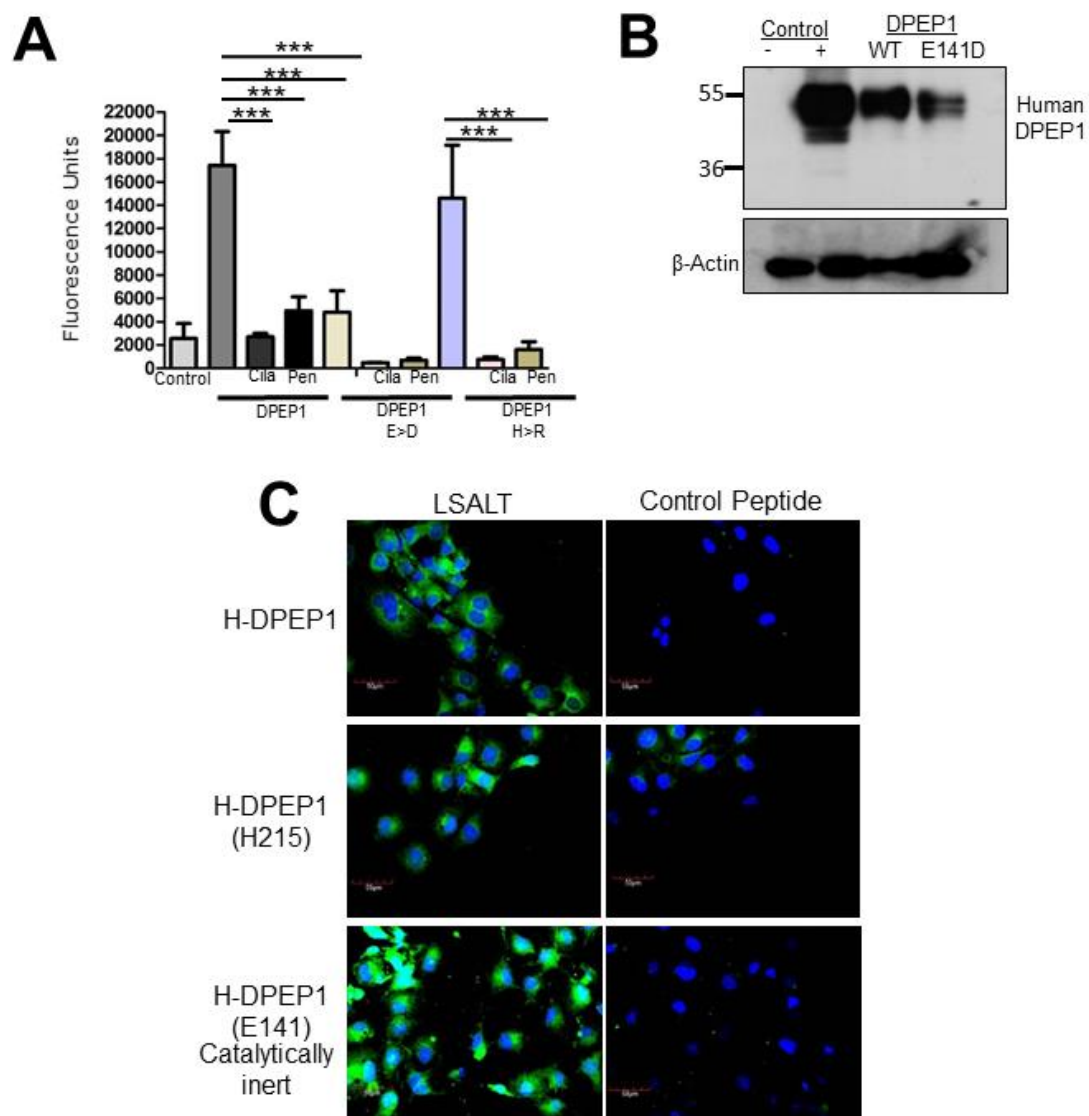 A
***
***
***
***
***
***
Fluorescence Units
22000
20000
18000
16000
14000
12000
10000
8000
6000
4000
2000
0
Control
Cila Pen
Cila Pen
Cila Pen
DPEP1
DPEP1
E>D
DPEP1
H>R
B
Control
DPEP1
- + WT E141D
55
36
Human
DPEP1
β-Actin
C
LSALT
Control Peptide
H-DPEP1
H-DPEP1
(H215)
H-DPEP1
(E141)
Catalytically
inert
50µm